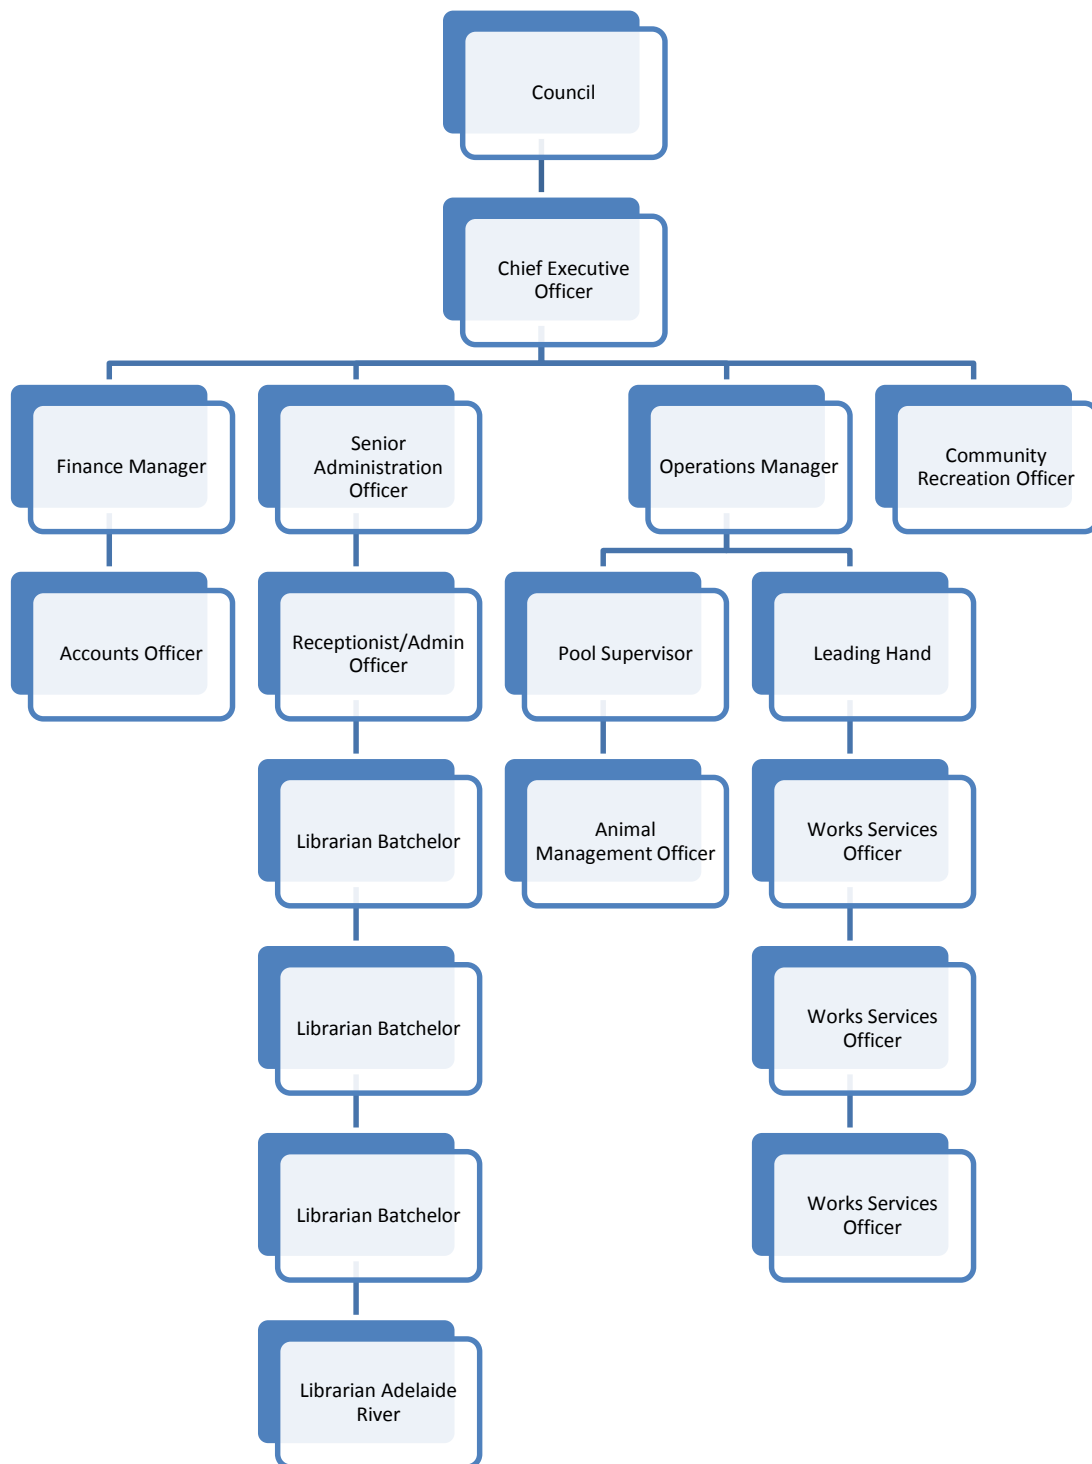 Council
Chief Executive
Officer
Finance Manager
Senior
Administration
Officer
Operations Manager
Community
Recreation Officer
Accounts Officer
Receptionist/Admin
Officer
Pool Supervisor
Leading Hand
Librarian Batchelor
Animal
Management Officer
Works Services
Officer
Librarian Batchelor
Works Services
Officer
Librarian Batchelor
Works Services
Officer
Librarian Adelaide
River